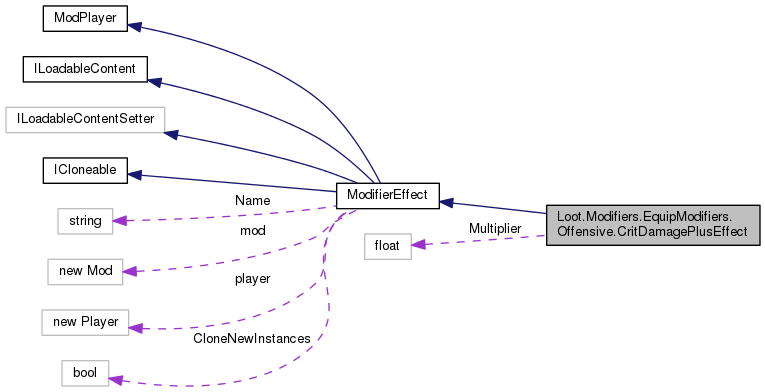 ModPlayer
ILoadableContent
ILoadableContentSetter
ICloneable
ModifierEffect
Name
string
mod
Loot.Modifiers.EquipModifiers.
Offensive.CritDamagePlusEffect
Multiplier
float
new Mod
player
new Player
CloneNewInstances
bool